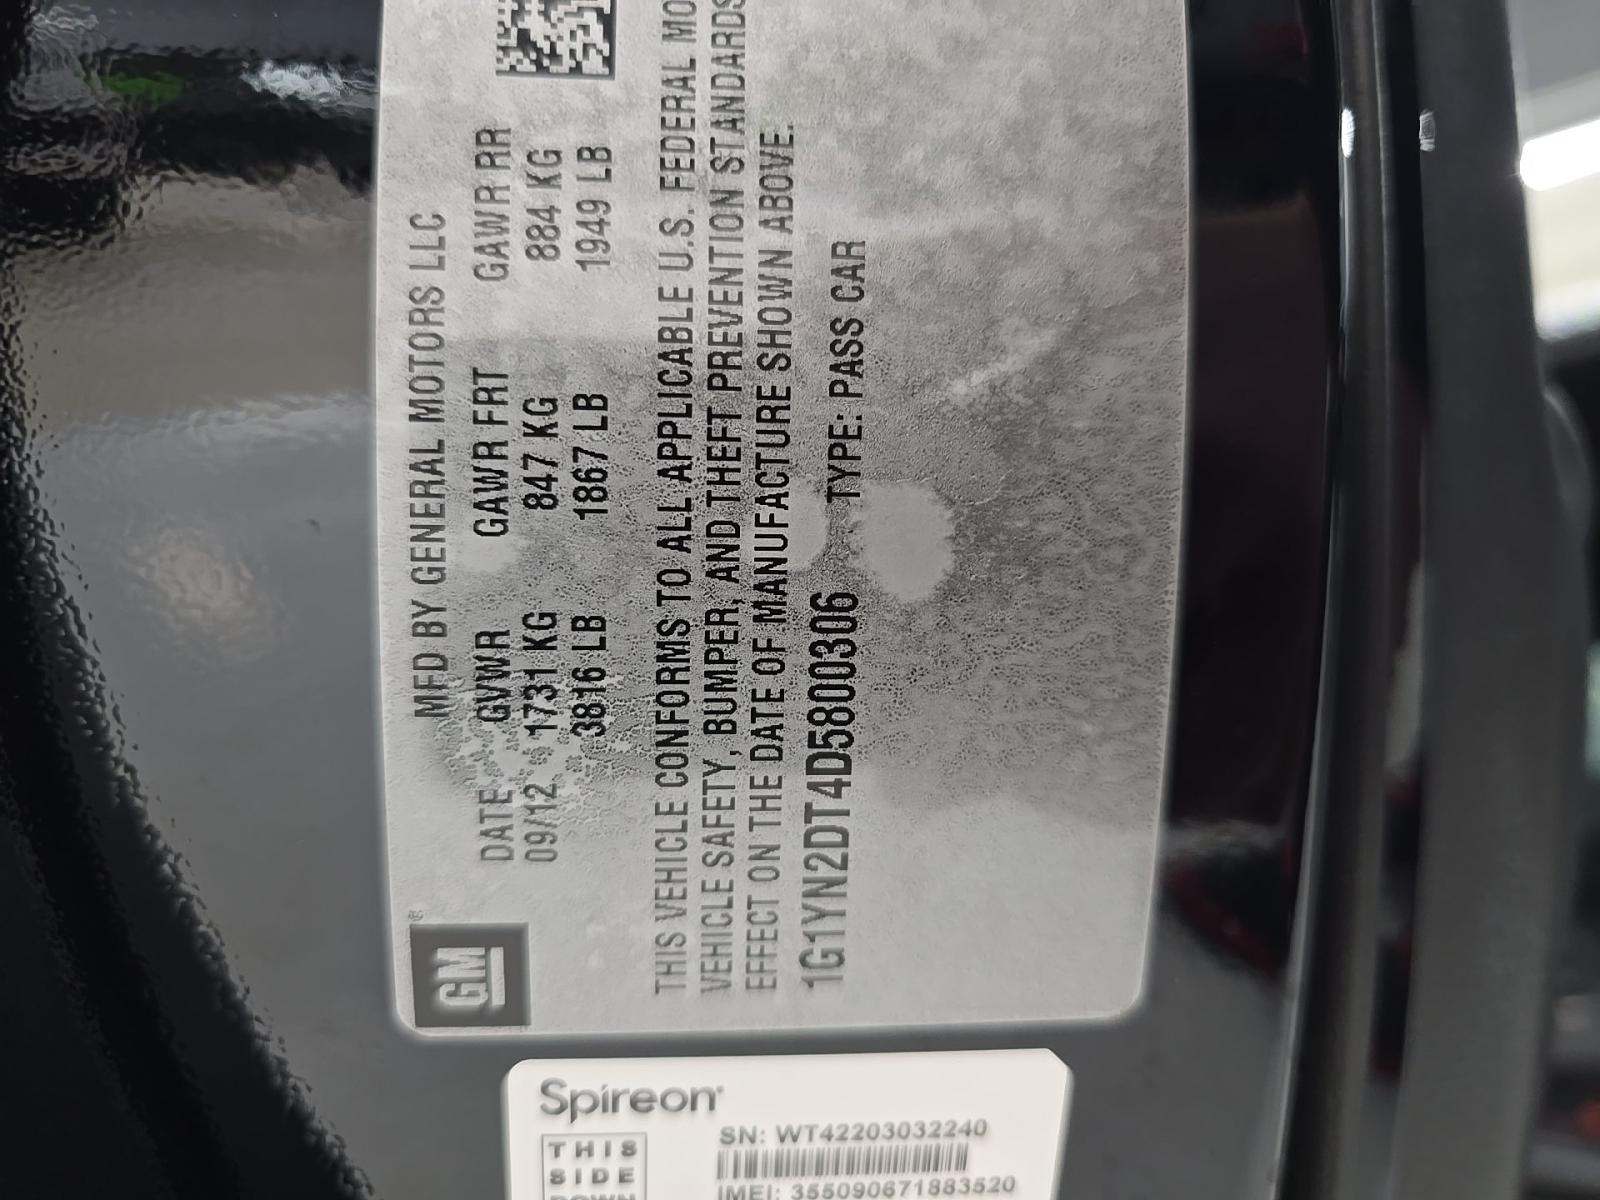 GM®
MFD BY GENERAL MOTORS LLC
DATE GVWR GAWR FRT GAWR RR
09/12 1731 KG 847 KG 884 KG
3816 LB 1867 LB 1949 LB
THIS VEHICLE CONFORMS TO ALL APPLICABLE U.S. FEDERAL MO
VEHICLE SAFETY, BUMPER, AND THEFT PREVENTION STANDARDS
EFFECT ON THE DATE OF MANUFACTURE SHOWN ABOVE.
1G1YN2DT4D5800306 TYPE: PASS CAR
Spireon
THIS
SIDE
DOWN
SN: WT42203032240
IMEI: 355090671883520